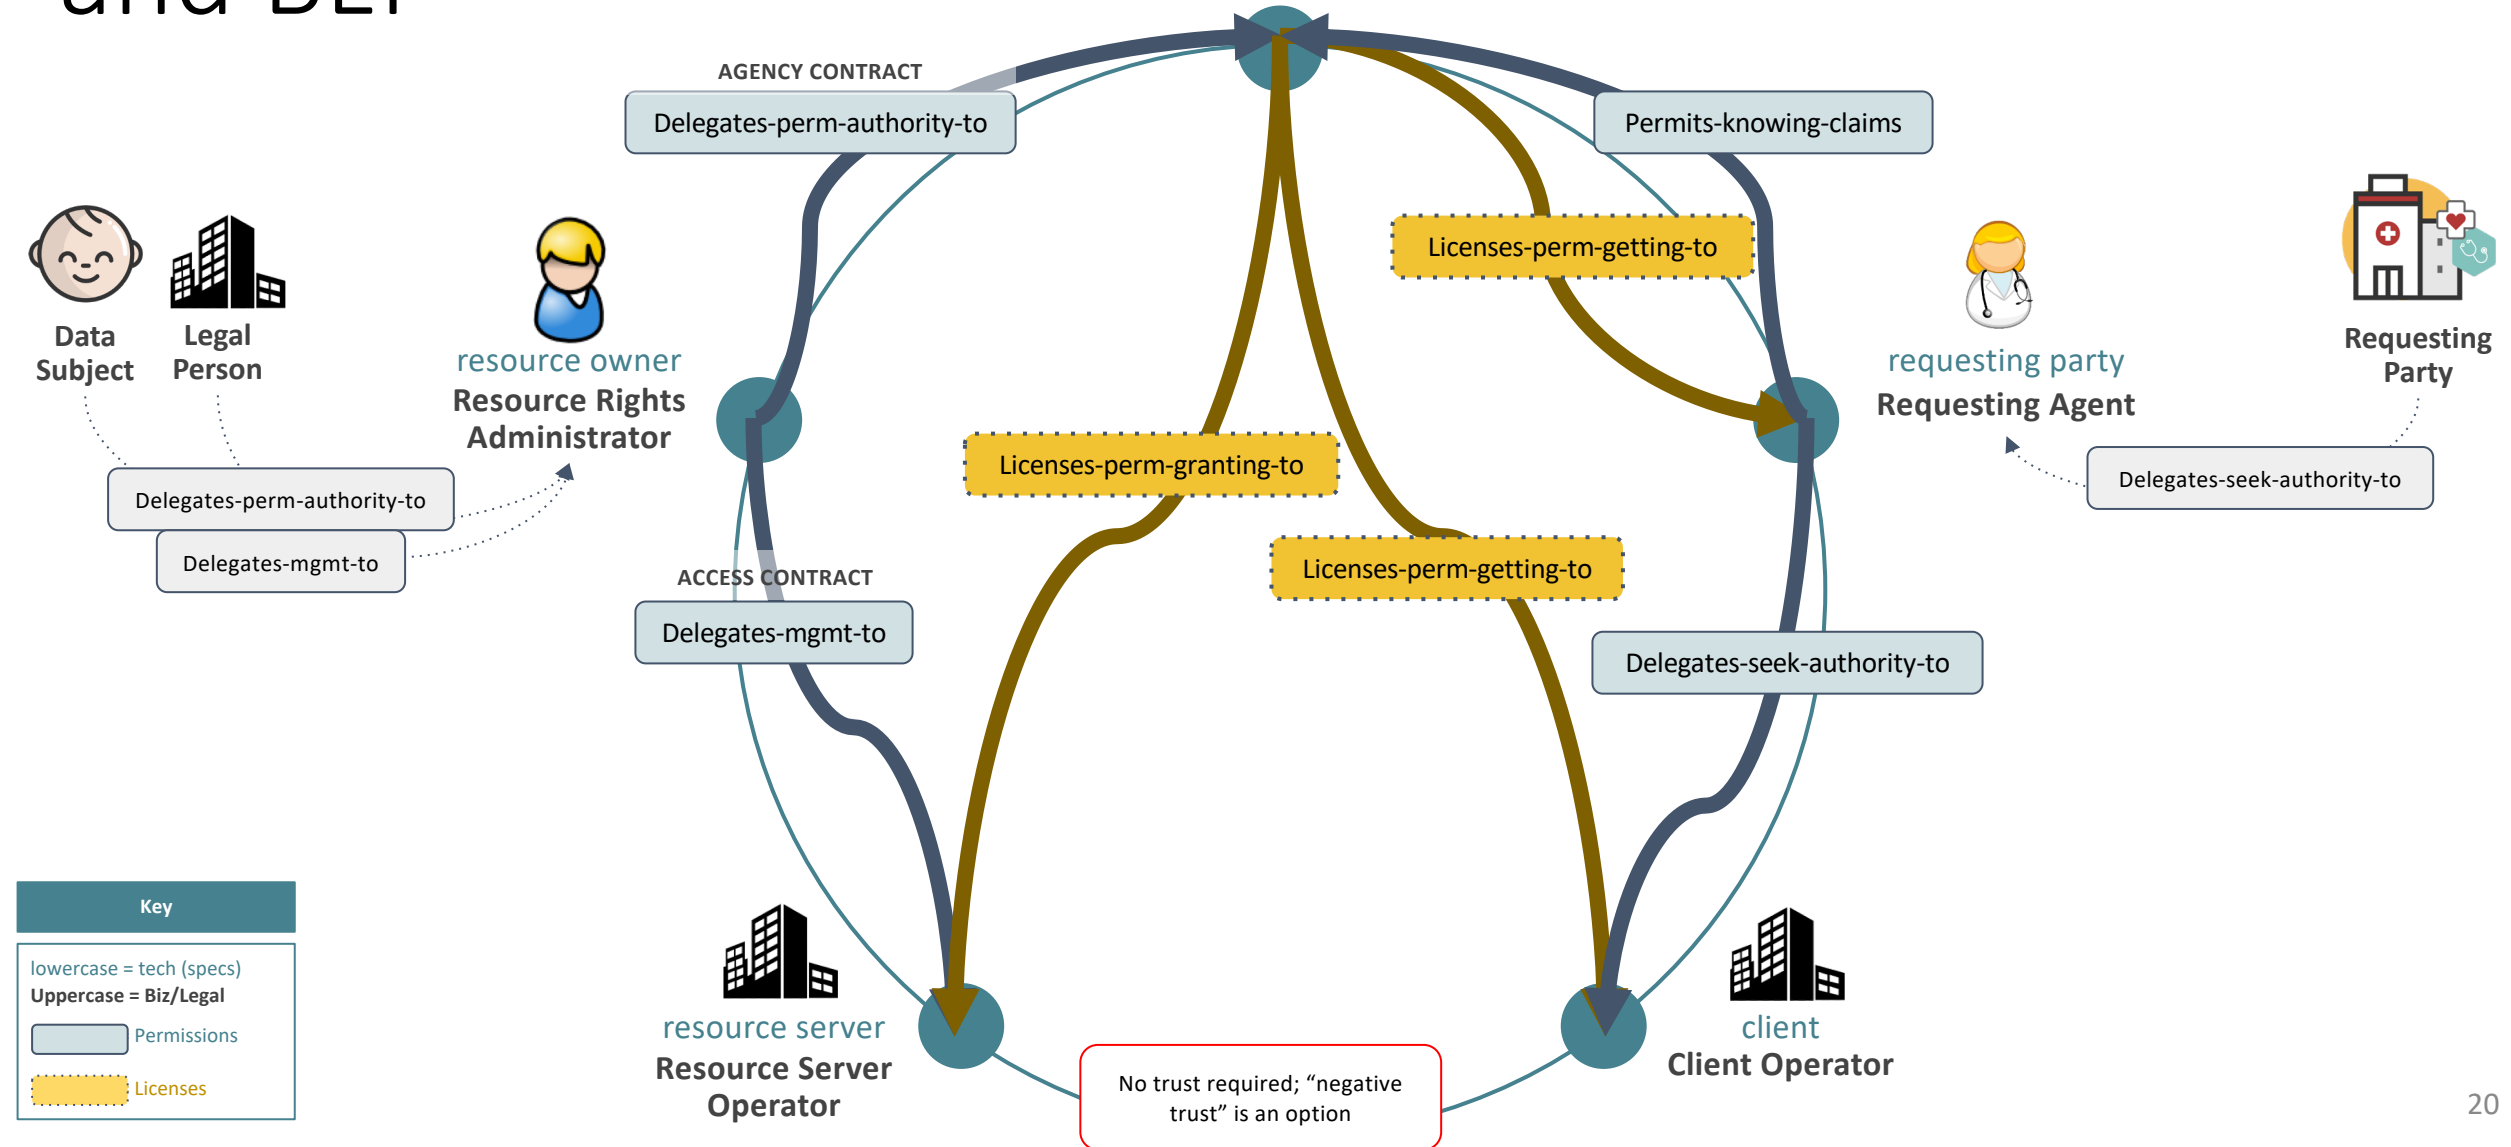 AGENCY CONTRACT
Delegates-perm-authority-to
Permits-knowing-claims
Licenses-perm-getting-to
Data
Subject
Legal
Person
resource owner
Resource Rights
Administrator
requesting party
Requesting Agent
Requesting
Party
Licenses-perm-granting-to
Delegates-perm-authority-to
Delegates-mgmt-to
Delegates-seek-authority-to
Licenses-perm-getting-to
ACCESS CONTRACT
Delegates-mgmt-to
Delegates-seek-authority-to
Key
lowercase = tech (specs)
Uppercase = Biz/Legal
Permissions
Licenses
resource server
Resource Server
Operator
client
Client Operator
No trust required; “negative
trust” is an option
20